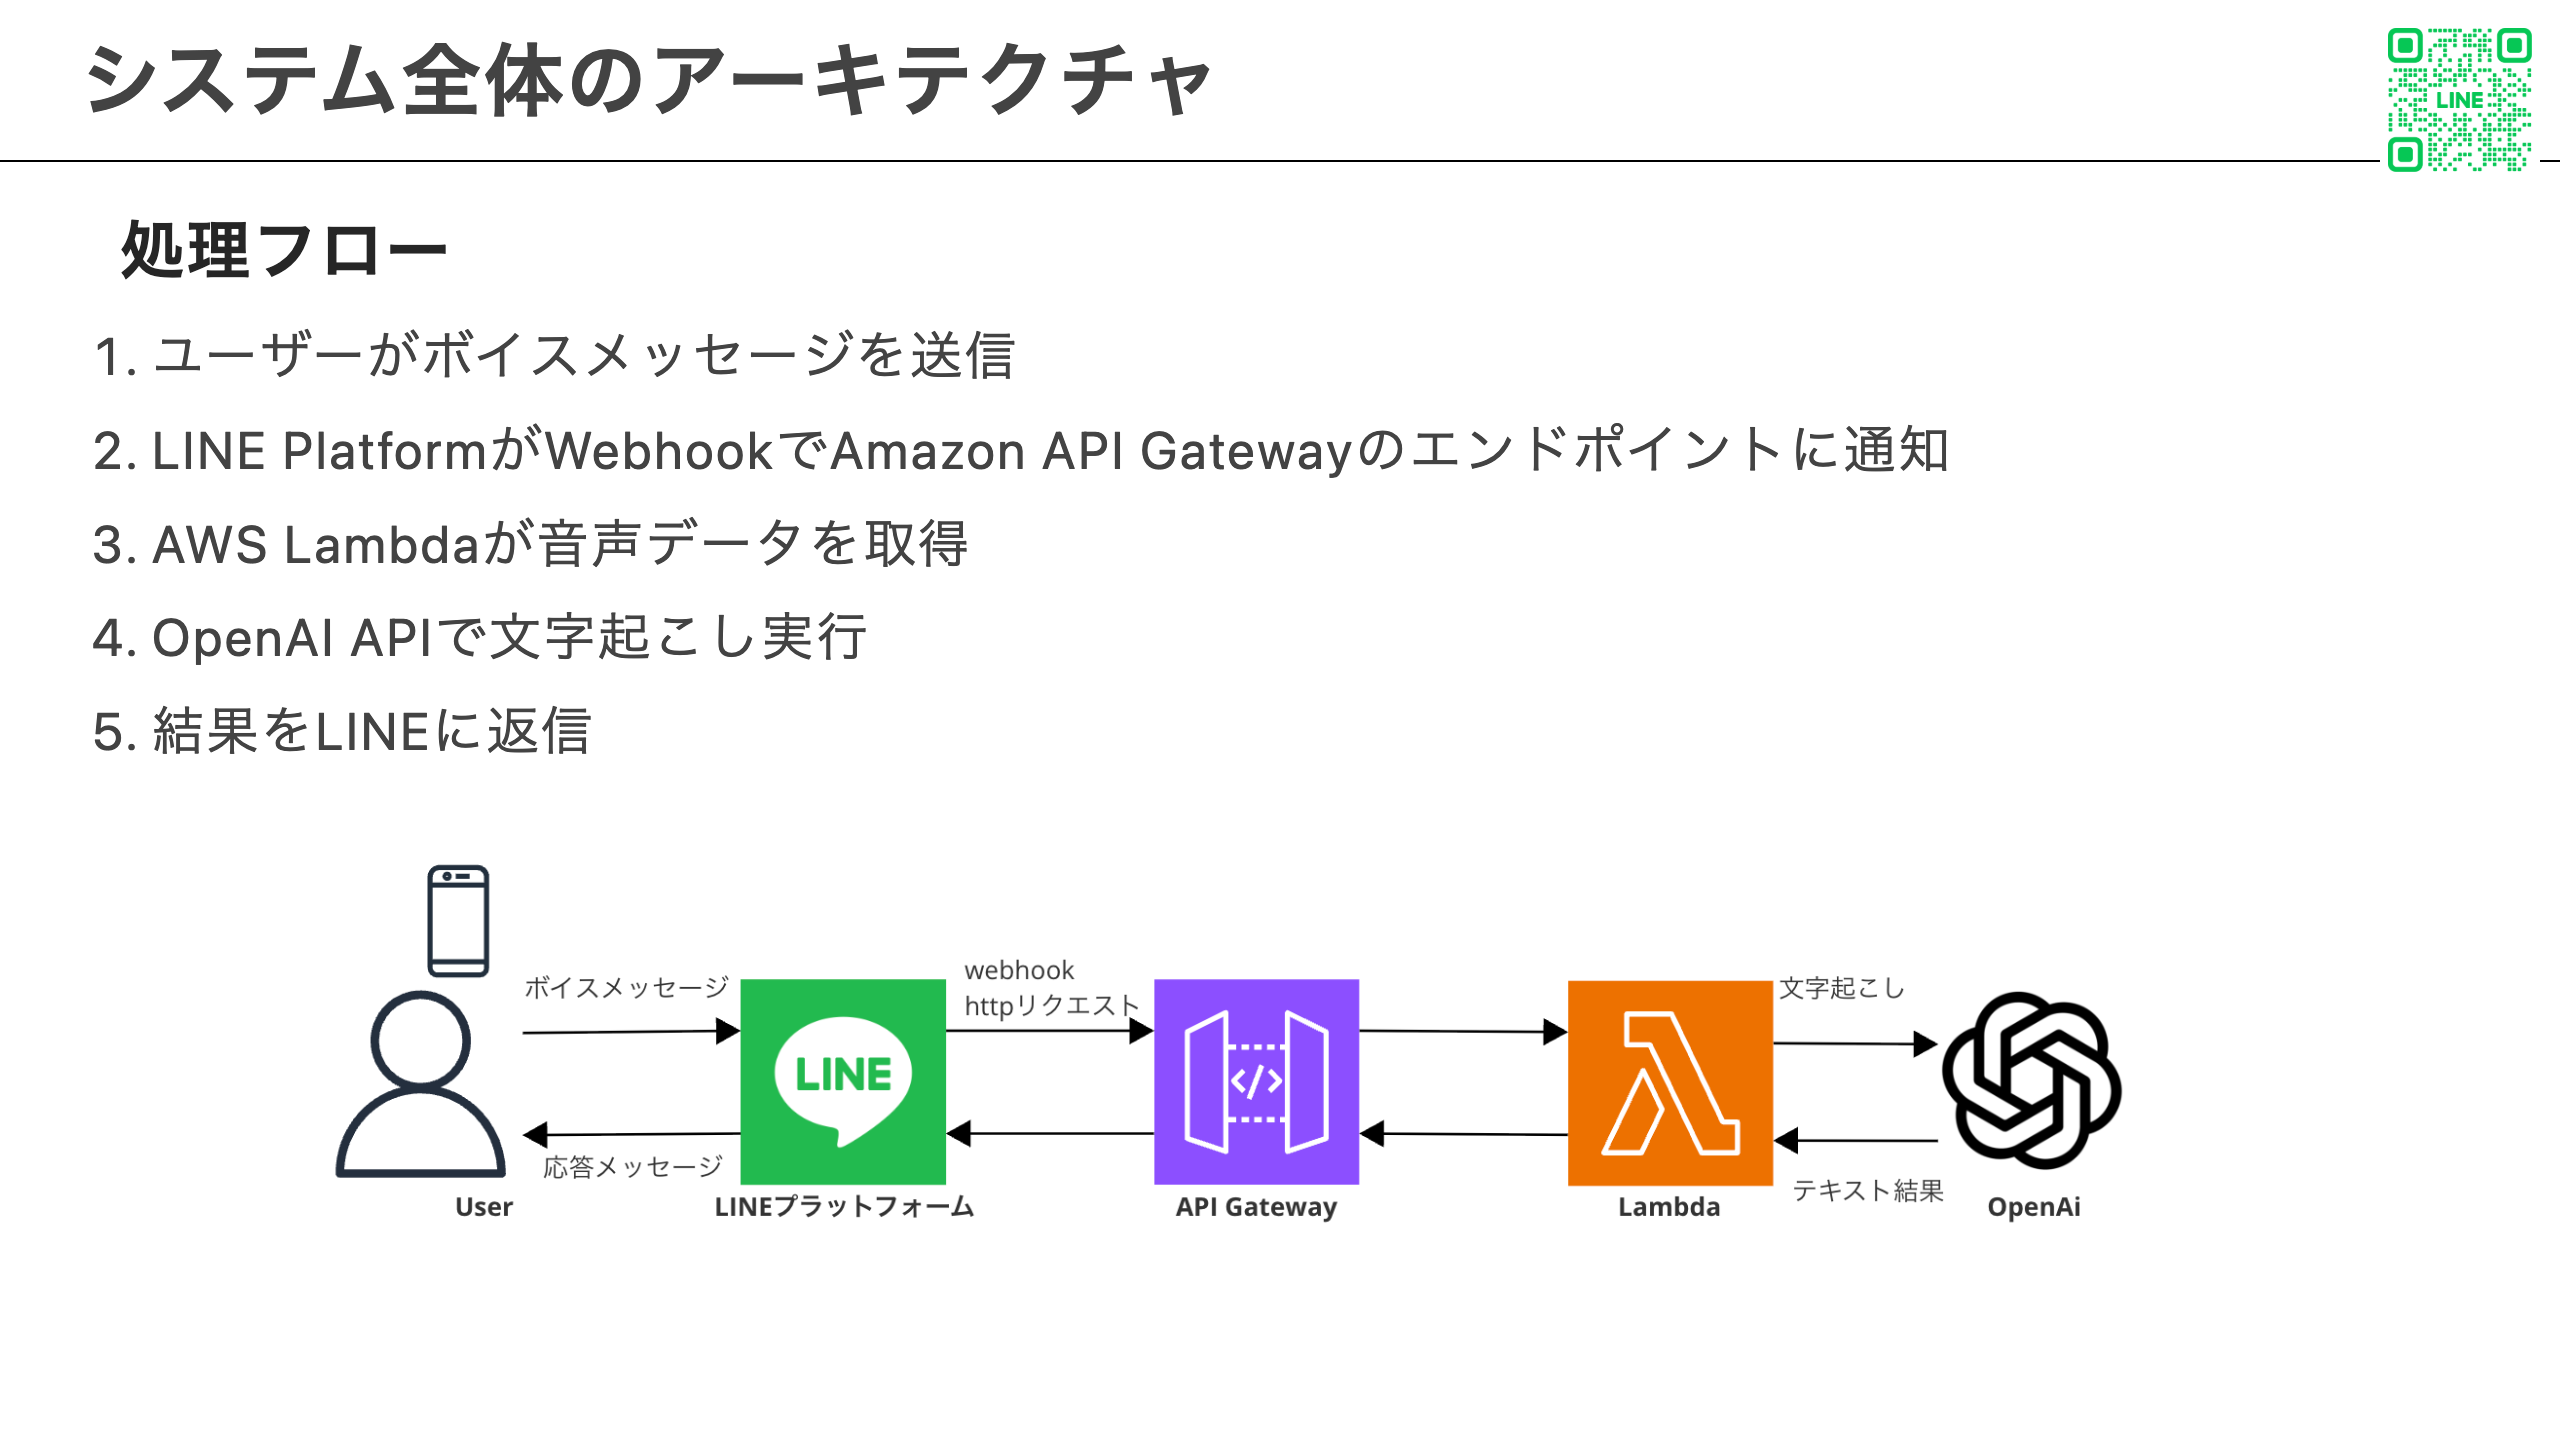 システム全体のアーキテクチャ
LINE
処理フロー
1. ユーザーがボイスメッセージを送信
2. LINE PlatformがWebhookでAmazon API Gatewayのエンドポイントに通知
3. AWS Lambdaが音声データを取得
4. OpenAI APIで文字起こし実行
5. 結果をLINEに返信
ボイスメッセージ
webhook
httpリクエスト
文字起こし
LINE
</>
応答メッセージ
テキスト結果
User
LINEプラットフォーム
API Gateway
Lambda
OpenAi